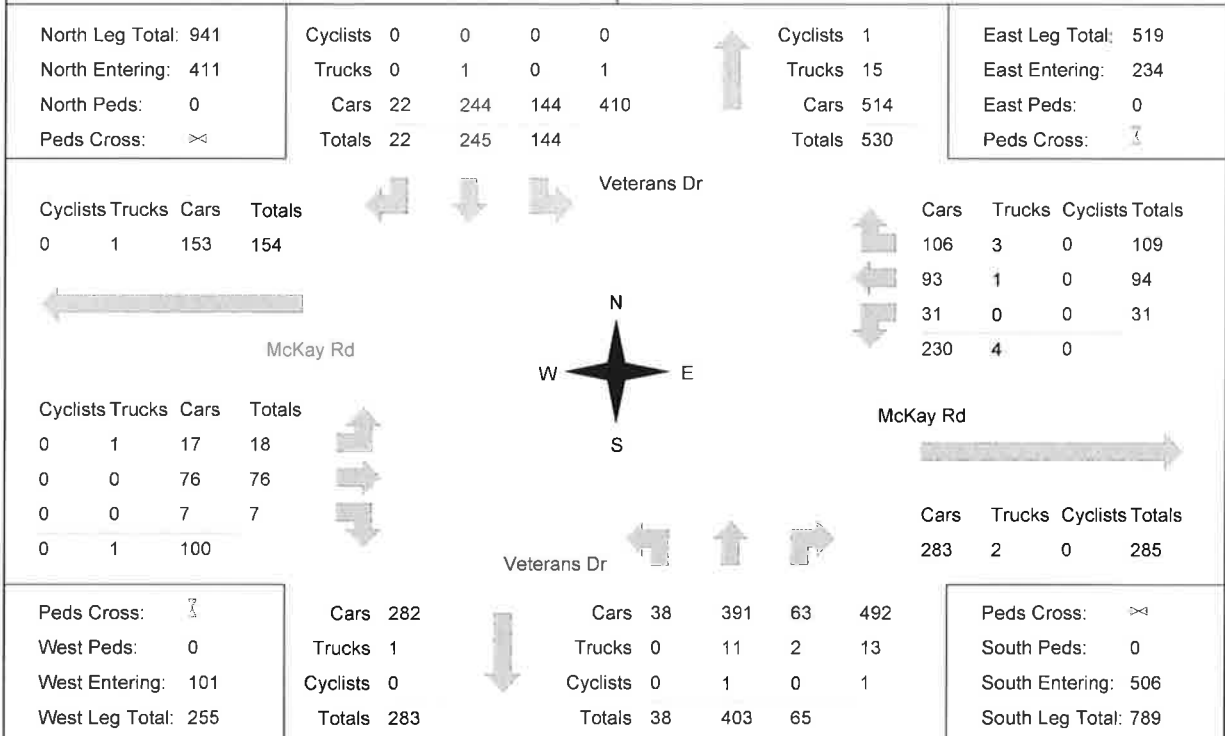 North Leg Total: 941
North Entering: 411
North Peds: 0
Peds Cross:
Cyclists 0 0 0 0
Trucks 0 1 0 1
Cars 22 244 144 410
Totals 22 245 144
Cyclists 1
Trucks 15
Cars 514
Totals 530
East Leg Total: 519
East Entering: 234
East Peds: 0
Peds Cross:
Veterans Dr
Cyclists Trucks Cars Totals
0 1 153 154
Cars Trucks Cyclists Totals
106 3 0 109
93 1 0 94
31 0 0 31
230 4 0
McKay Rd
N
W E
S
Cyclists Trucks Cars Totals
0 1 17 18
0 0 76 76
0 0 7 7
0 1 100
McKay Rd
Cars Trucks Cyclists Totals
283 2 0 285
Veterans Dr
Peds Cross:
West Peds: 0
West Entering: 101
West Leg Total: 255
Cars 282
Trucks 1
Cyclists 0
Totals 283
Cars 38 391 63 492
Trucks 0 11 2 13
Cyclists 0 1 0 1
Totals 38 403 65
Peds Cross:
South Peds: 0
South Entering: 506
South Leg Total: 789